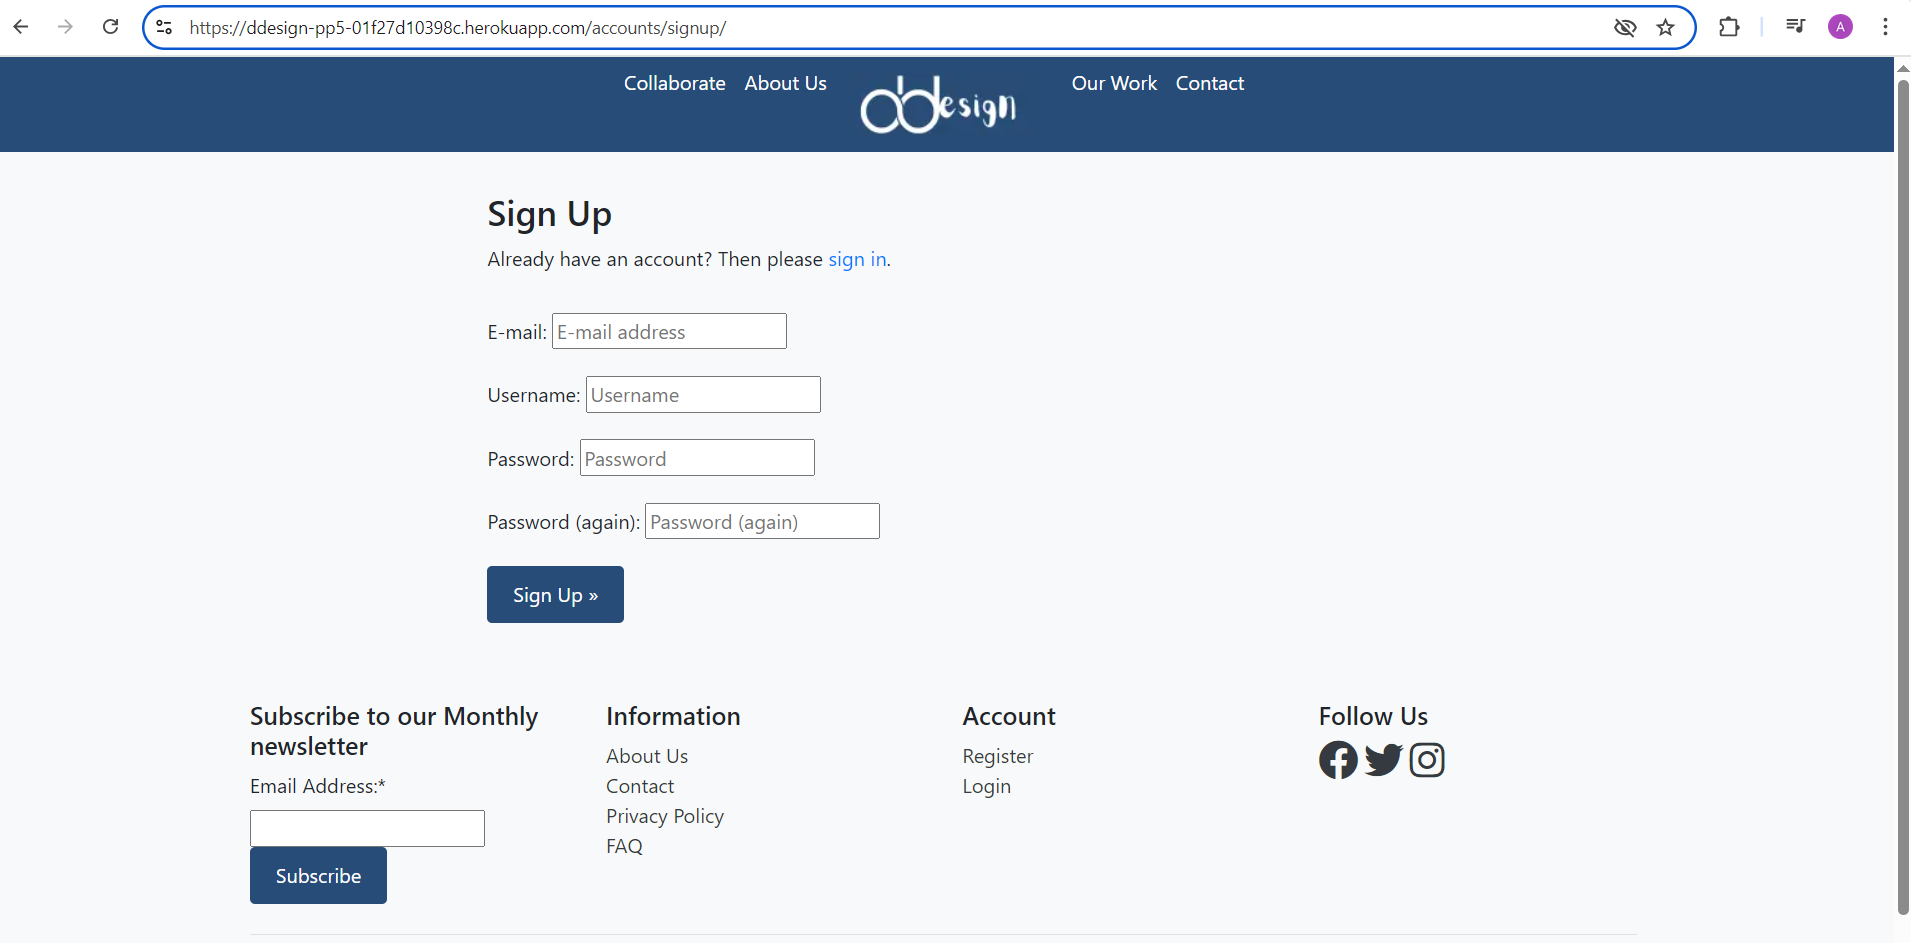 https://ddesign-pp5-01f27d10398c.herokuapp.com/accounts/signup/
A
Collaborate About Us ddesign Our Work Contact
Sign Up
Already have an account? Then please sign in.
E-mail: E-mail address
Username: Username
Password: Password
Password (again): Password (again)
Sign Up »
Subscribe to our Monthly
newsletter
Email Address:*
Subscribe
Information
About Us
Contact
Privacy Policy
FAQ
Account
Register
Login
Follow Us